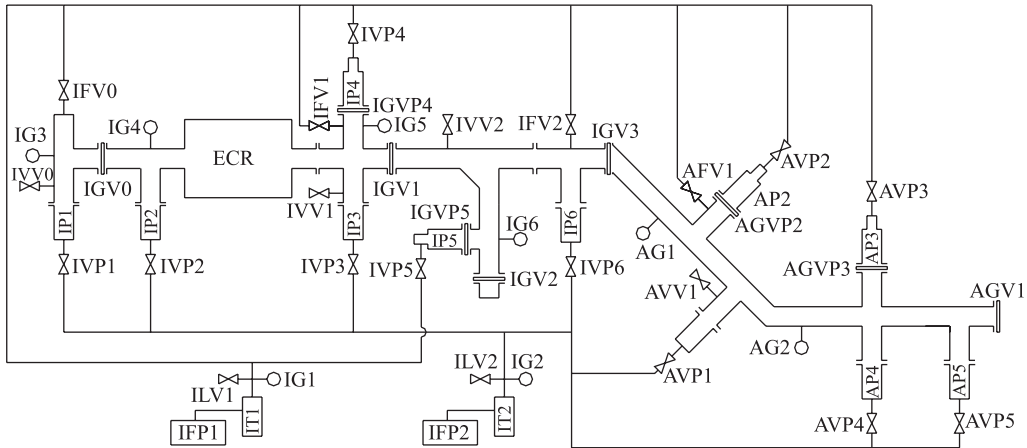 IVP4
IFV0
IFV1
IP4
IGVP4
IG3
IG4
IG5
IVV2
IFV2
IGV3
ECR
IVV0
IGV0
IGV1
AFV1
AVP2
AP2
AVP3
IVV1
IGVP5
AGVP2
IP1
IP2
IP3
IP5
IG6
IP6
AG1
AP3
IVP1
IVP2
IVP3
IVP5
IGV2
IVP6
AGVP3
AVV1
AGV1
ILV2
IG2
AG2
ILV1
IG1
AVP1
AP4
AP5
IT1
IT2
IFP1
IFP2
AVP4
AVP5